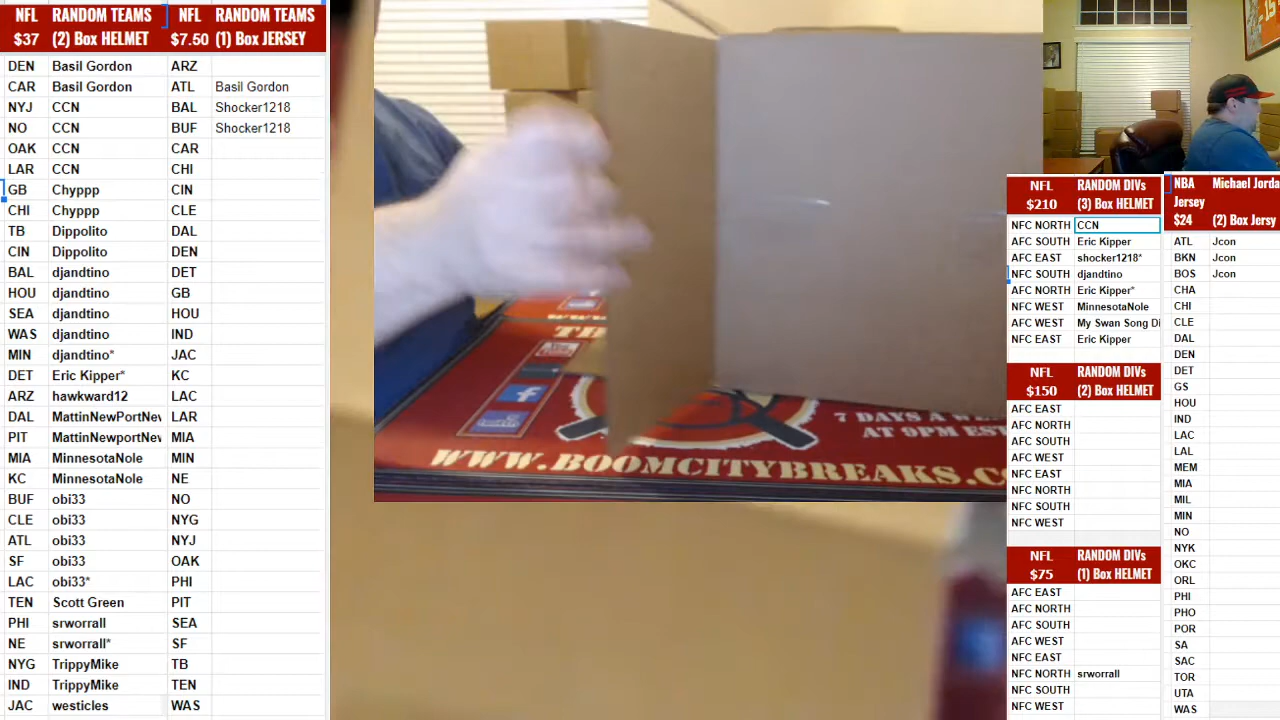 NFL RANDOM TEAMS NFL RANDOM TEAMS
$37 (2) Box HELMET $7.50 (1) Box JERSEY
DEN Basil Gordon ARZ
CAR Basil Gordon ATL Basil Gordon
NYJ CCN BAL Shocker1218
NO CCN BUF Shocker1218
OAK CCN CAR
LAR CCN CHI
GB Chyppp CIN
CHI Chyppp CLE
TB Dippolito DAL
CIN Dippolito DEN
BAL djandtino DET
HOU djandtino GB
SEA djandtino HOU
WAS djandtino IND
MIN djandtino* JAC
DET Eric Kipper* KC
ARZ hawkward12 LAC
DAL MattinNewPortNev LAR
PIT MattinNewportNev MIA
MIA MinnesotaNole MIN
KC MinnesotaNole NE
BUF obi33 NO
CLE obi33 NYG
ATL obi33 NYJ
SF obi33 OAK
LAC obi33* PHI
TEN Scott Green PIT
PHI srworrall SEA
NE srworrall* SF
NYG TrippyMike TB
IND TrippyMike TEN
JAC westicles WAS
7 DAYS A WE
AT 9PM EST
WWW.BOOMCITYBREAKS.CO
NFL RANDOM DIVs
$210 (3) Box HELMET
NFC NORTH CCN
AFC SOUTH Eric Kipper
AFC EAST shocker1218*
NFC SOUTH djandtino
AFC NORTH Eric Kipper*
NFC WEST MinnesotaNole
AFC WEST My Swan Song Di
NFC EAST Eric Kipper
NFL RANDOM DIVs
$150 (2) Box HELMET
AFC EAST
AFC NORTH
AFC SOUTH
AFC WEST
NFC EAST
NFC NORTH
NFC SOUTH
NFC WEST
NFL RANDOM DIVs
$75 (1) Box HELMET
AFC EAST
AFC NORTH
AFC SOUTH
AFC WEST
NFC EAST
NFC NORTH srworrall
NFC SOUTH
NFC WEST
NBA Michael Jorda
Jersey
$24 (2) Box Jersy
ATL Jcon
BKN Jcon
BOS Jcon
CHA
CHI
CLE
DAL
DEN
DET
GS
HOU
IND
LAC
LAL
MEM
MIA
MIL
MIN
NO
NYK
OKC
ORL
PHI
PHO
POR
SA
SAC
TOR
UTA
WAS